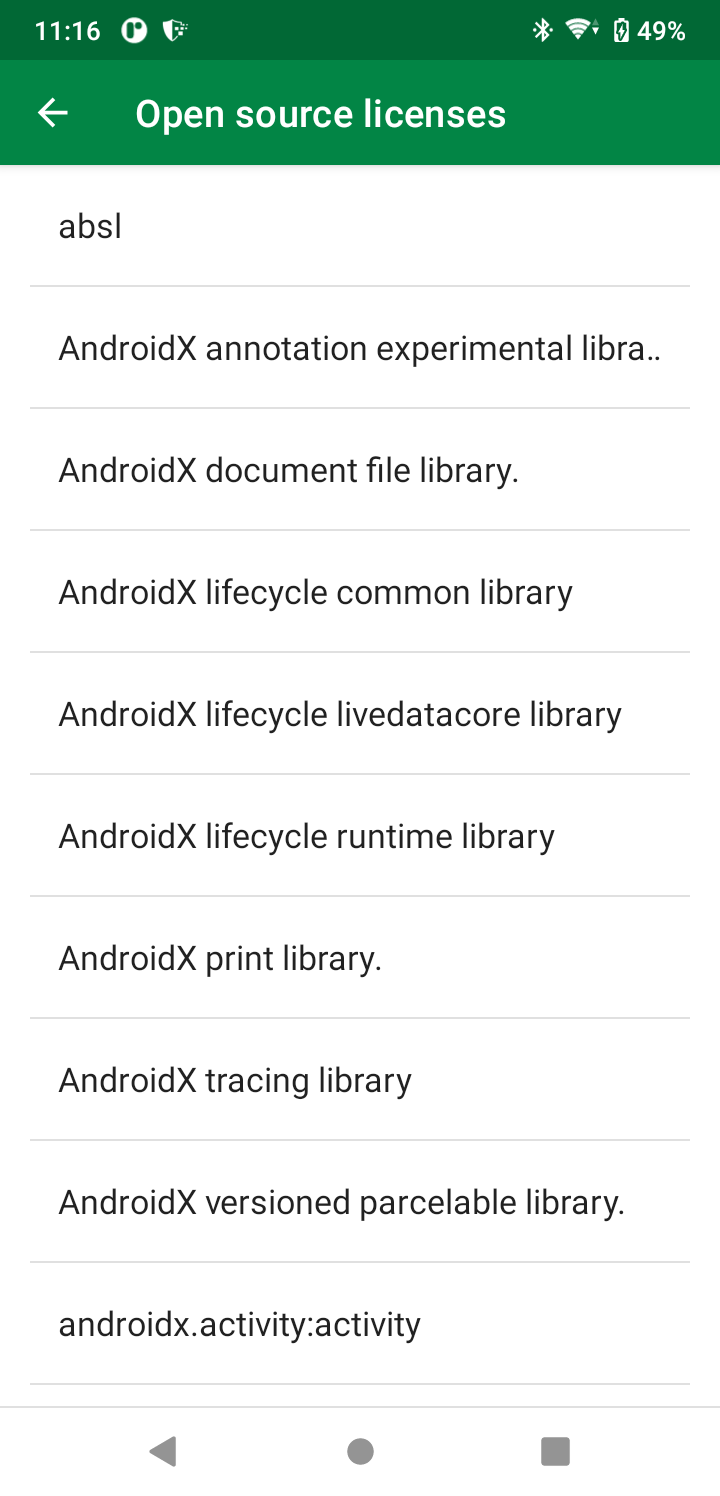 11:16
49%
Open source licenses
absl
AndroidX annotation experimental libra..
AndroidX document file library.
AndroidX lifecycle common library
AndroidX lifecycle livedatacore library
AndroidX lifecycle runtime library
AndroidX print library.
AndroidX tracing library
AndroidX versioned parcelable library.
androidx.activity:activity